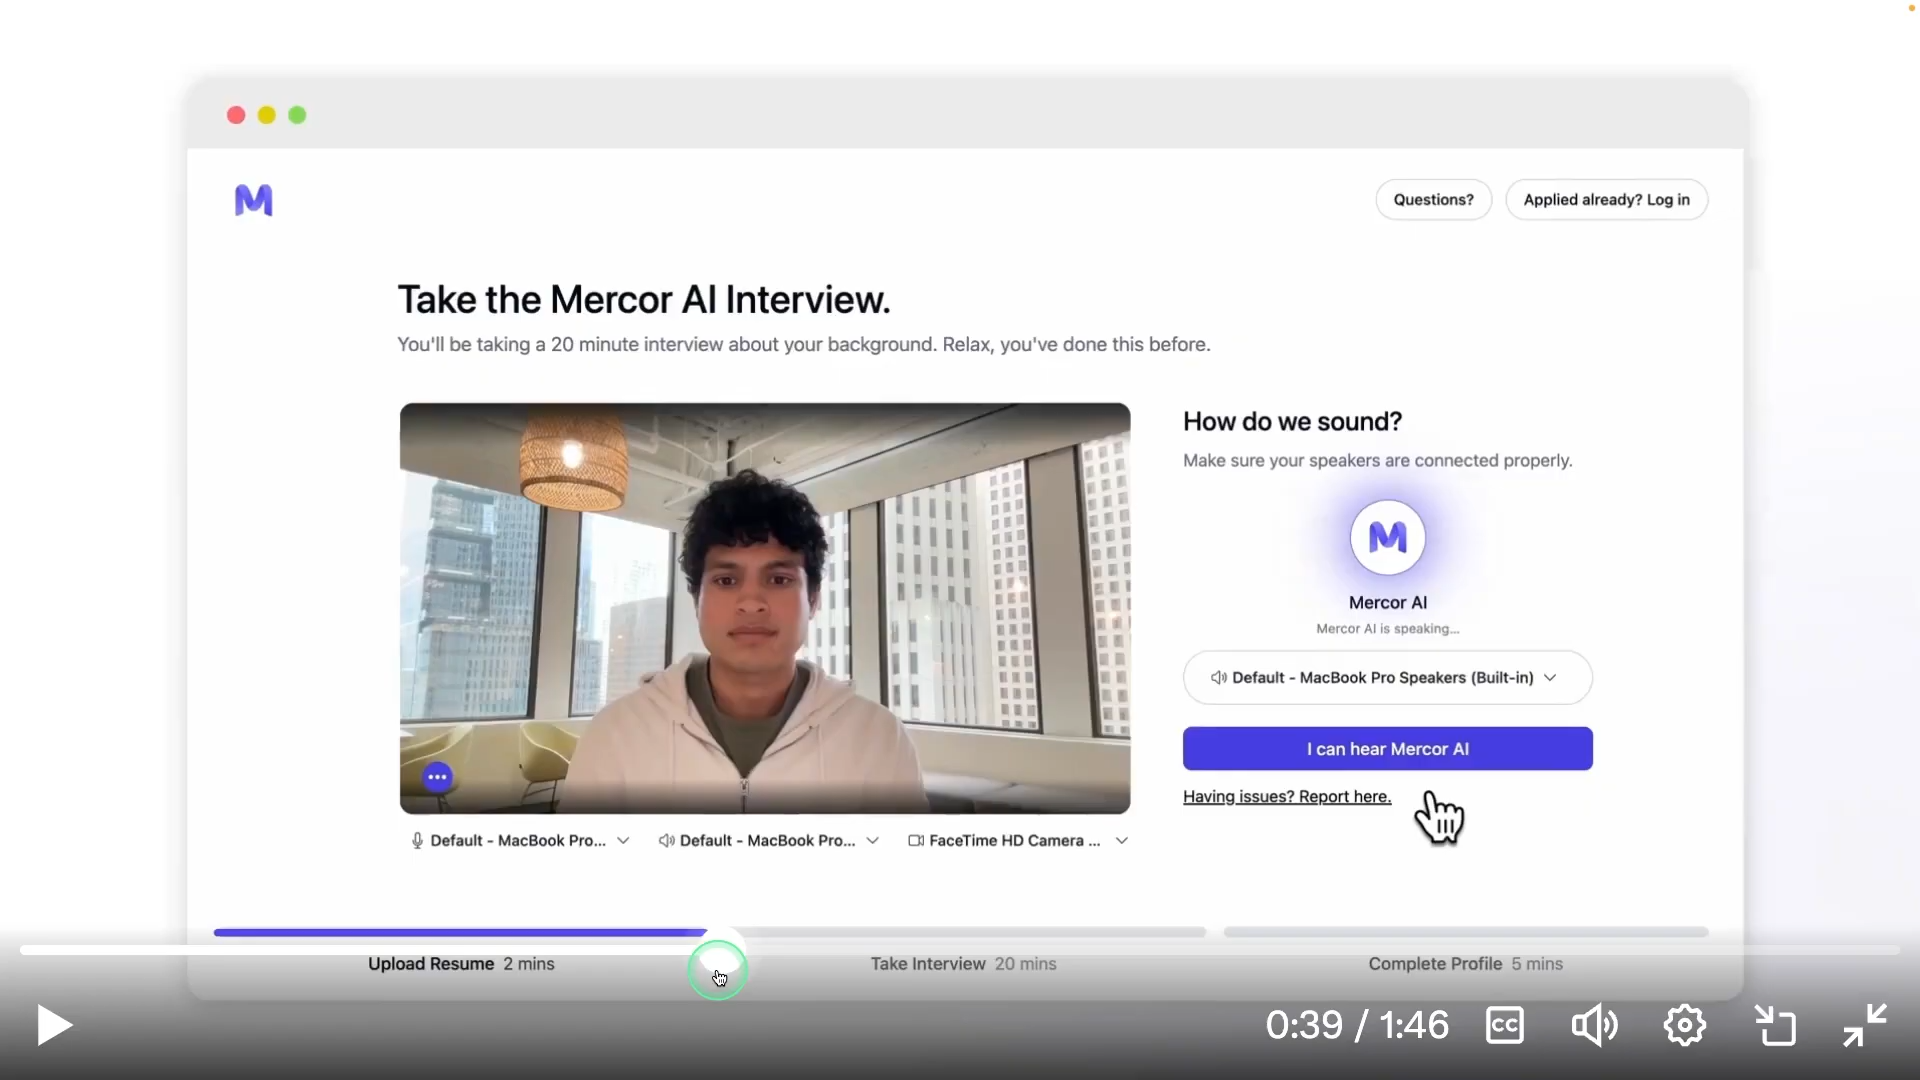 M
Questions?
Applied already? Log in
Take the Mercor AI Interview.
You'll be taking a 20 minute interview about your background. Relax, you've done this before.
How do we sound?
Make sure your speakers are connected properly.
M
Mercor AI
Mercor AI is speaking...
Default - MacBook Pro Speakers (Built-in)
I can hear Mercor AI
Having issues? Report here.
Default - MacBook Pro...
Default - MacBook Pro...
FaceTime HD Camera ...
Upload Resume 2 mins
Take Interview 20 mins
Complete Profile 5 mins
0:39 / 1:46
CC